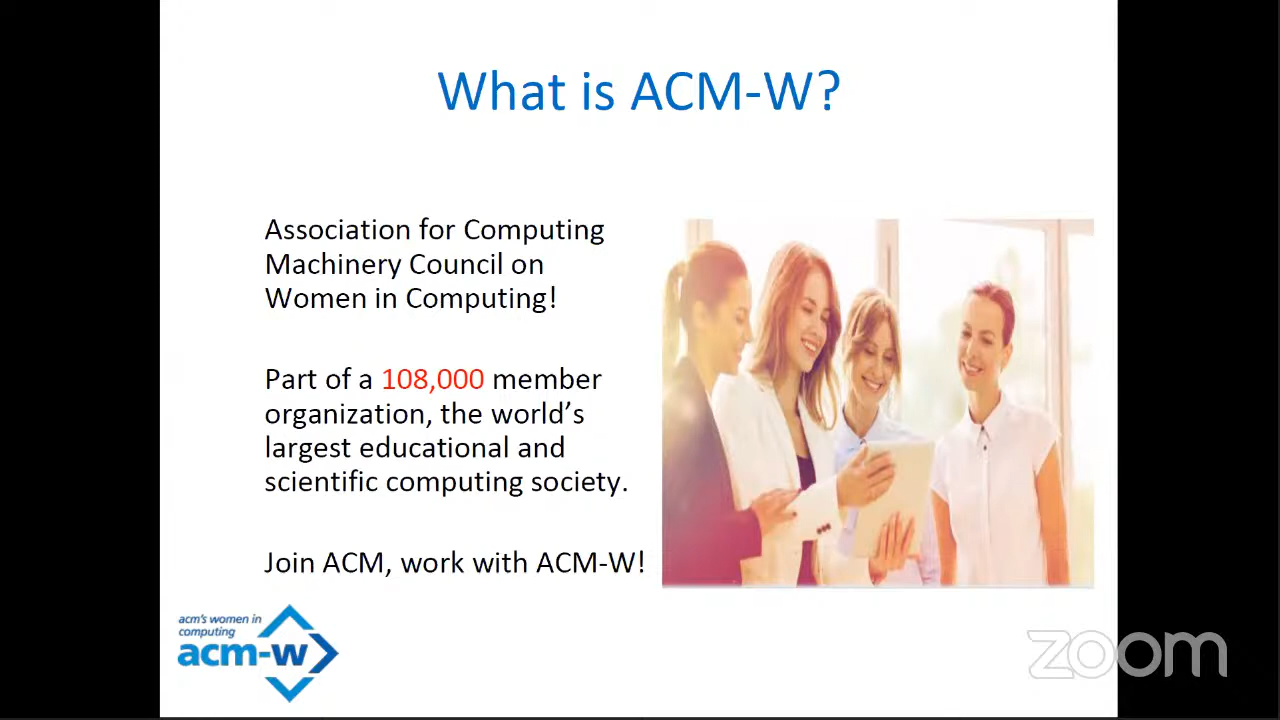 What is ACM-W?
Association for Computing
Machinery Council on
Women in Computing!
Part of a 108,000 member
organization, the world’s
largest educational and
scientific computing society.
Join ACM, work with ACM-W!
acm's women in
computing
acm-w
zoom